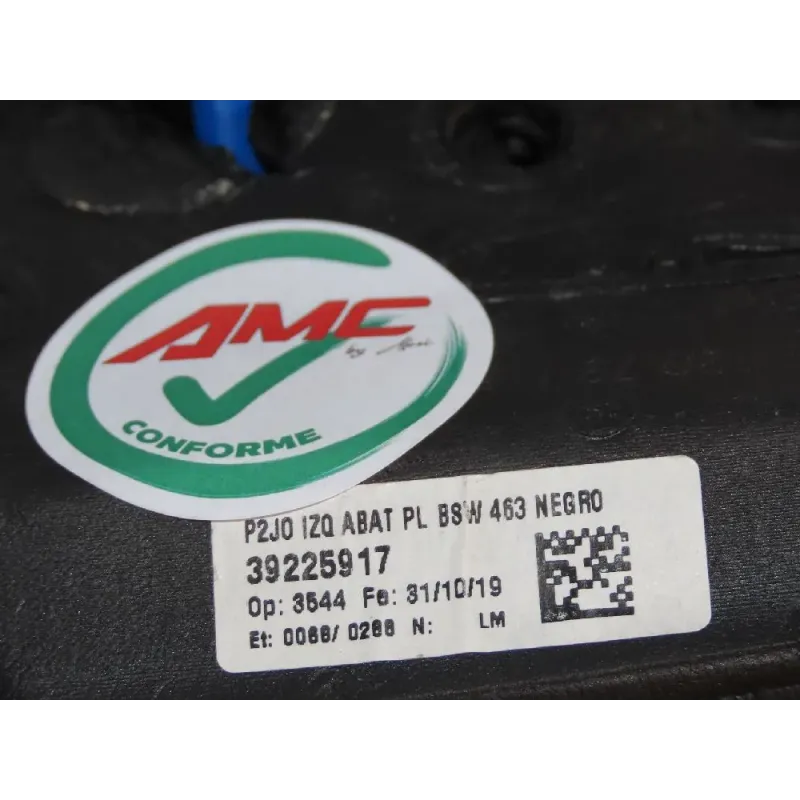 AMC
by
CONFORME
P2JO IZQ ABAT PL BSW 463 NEGRO
39225917
Op: 3544 Fe: 31/10/19
Et: 0066/ 0266 N: LM